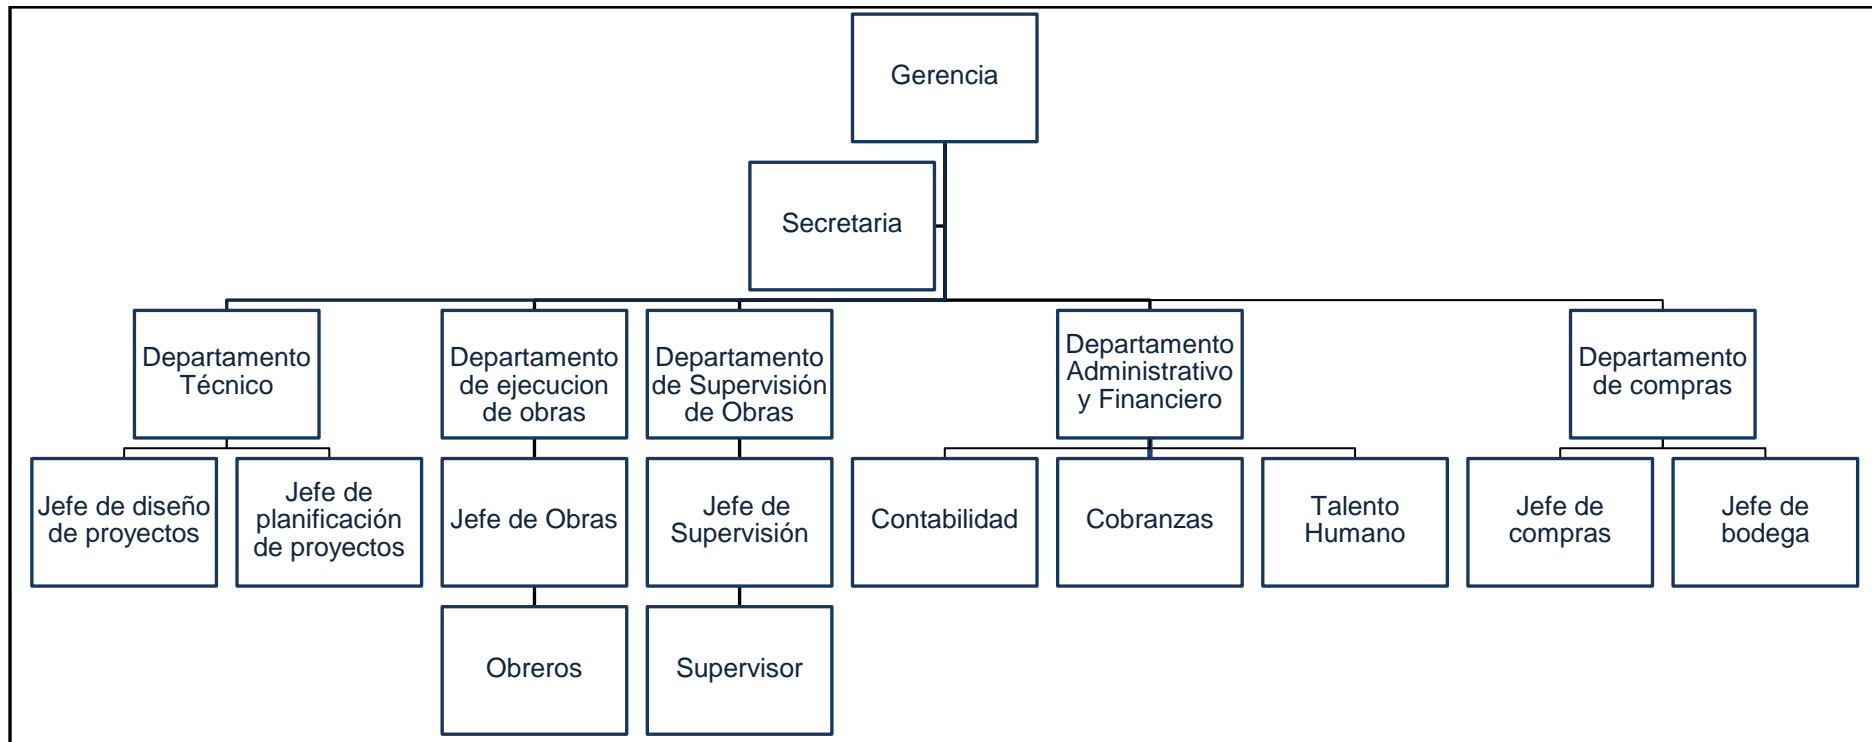 Gerencia
Secretaria
Departamento
Técnico
Departamento
de ejecucion
de obras
Departamento
de Supervisión
de Obras
Departamento
Administrativo
y Financiero
Departamento
de compras
Jefe de diseño
de proyectos
Jefe de
planificación
de proyectos
Jefe de Obras
Jefe de
Supervisión
Contabilidad
Cobranzas
Talento
Humano
Jefe de
compras
Jefe de
bodega
Obreros
Supervisor